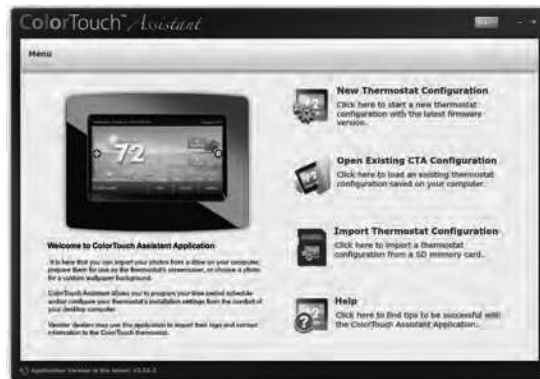 ColorTouch™ Assistant
Menu
New Thermostat Configuration
Click here to start a new thermostat
configuration with the latest firmware
version.
72
Open Existing CTA Configuration
Click here to load an existing thermostat
configuration saved on your computer.
Import Thermostat Configuration
Click here to import a thermostat
configuration from a SD memory card.
Welcome to ColorTouch Assistant Application
It is here that you can import your photos from a drive on your computer,
prepare them for use as the thermostat's screensaver, or choose a photo
for a custom wallpaper background.
ColorTouch Assistant allows you to program your time period schedule
and/or configure your thermostat's installation settings from the comfort of
your desktop computer.
Venstar dealers may use this application to import their logo and contact
information to the ColorTouch thermostat.
Help
Click here to find tips to be successful with
the ColorTouch Assistant Application.
Application Version is the latest: